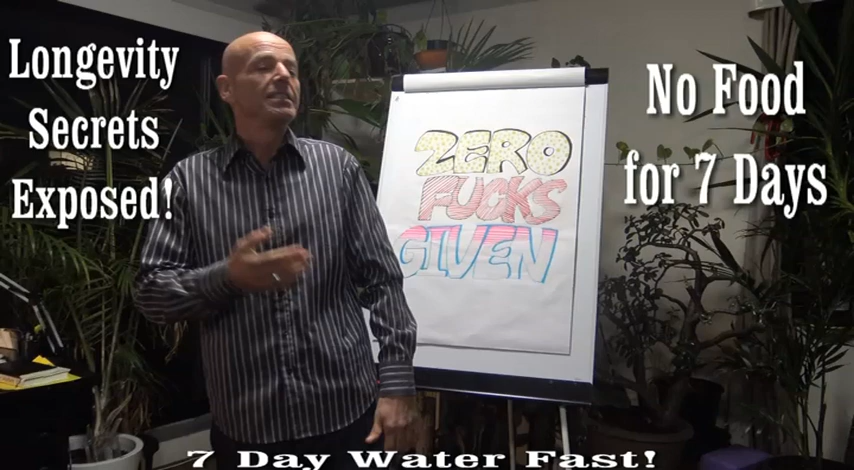 Longevity
Secrets
Exposed!
No Food
for 7 Days
ZERO
FUCKS
GIVEN
7 Day Water Fast!